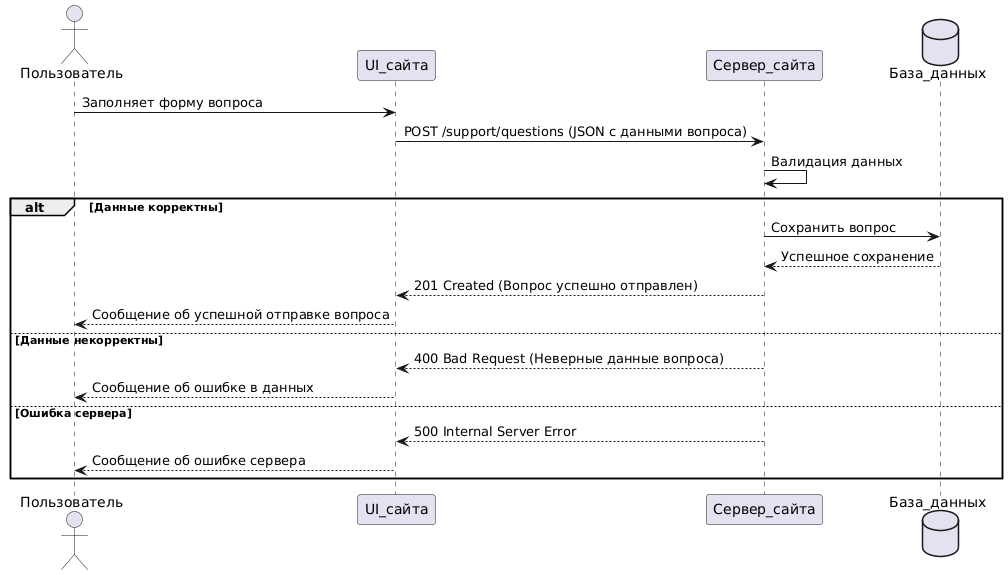 Пользователь
UI_сайта
Сервер_сайта
База_данных
Заполняет форму вопроса
POST /support/questions (JSON с данными вопроса)
Валидация данных
alt [Данные корректны]
Сохранить вопрос
Успешное сохранение
201 Created (Вопрос успешно отправлен)
Сообщение об успешной отправке вопроса
[Данные некорректны]
400 Bad Request (Неверные данные вопроса)
Сообщение об ошибке в данных
[Ошибка сервера]
500 Internal Server Error
Сообщение об ошибке сервера
Пользователь
UI_сайта
Сервер_сайта
База_данных